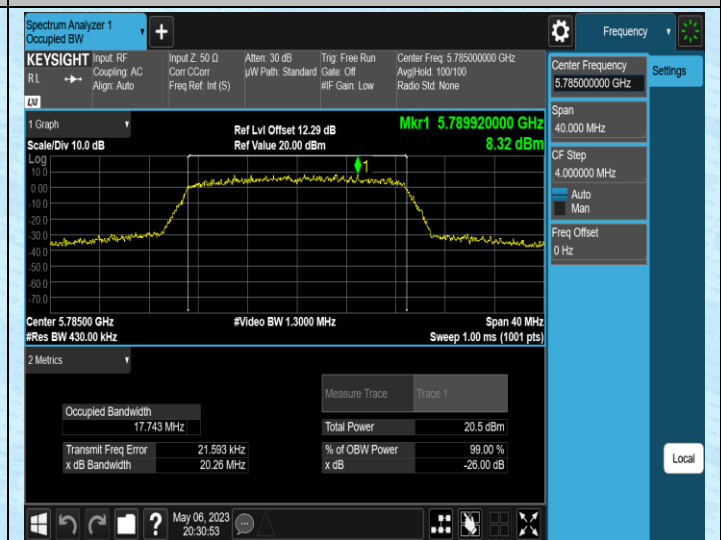 Spectrum Analyzer 1
Occupied BW
Frequency
KEYSIGHT
R L
LXI
Input: RF
Coupling: AC
Align: Auto
Input Z: 50 Ω
Corr CCorr
Freq Ref: Int (S)
Atten: 30 dB
µW Path: Standard
Trig: Free Run
Gate: Off
#IF Gain: Low
Center Freq: 5.785000000 GHz
Avg|Hold: 100/100
Radio Std: None
Center Frequency
5.785000000 GHz
Settings
Span
40.000 MHz
CF Step
4.000000 MHz
Auto
Man
Freq Offset
0 Hz
1 Graph
Scale/Div 10.0 dB
Ref Lvl Offset 12.29 dB
Ref Value 20.00 dBm
Mkr1 5.789920000 GHz
8.32 dBm
Log
10.0
0.00
-10.0
-20.0
-30.0
-40.0
-50.0
-60.0
-70.0
1
Center 5.78500 GHz
#Video BW 1.3000 MHz
Span 40 MHz
#Res BW 430.00 kHz
Sweep 1.00 ms (1001 pts)
2 Metrics
Measure Trace
Trace 1
Occupied Bandwidth
17.743 MHz
Total Power
20.5 dBm
Transmit Freq Error
21.593 kHz
% of OBW Power
99.00 %
x dB Bandwidth
20.26 MHz
x dB
-26.00 dB
Local
?
May 06, 2023
20:30:53